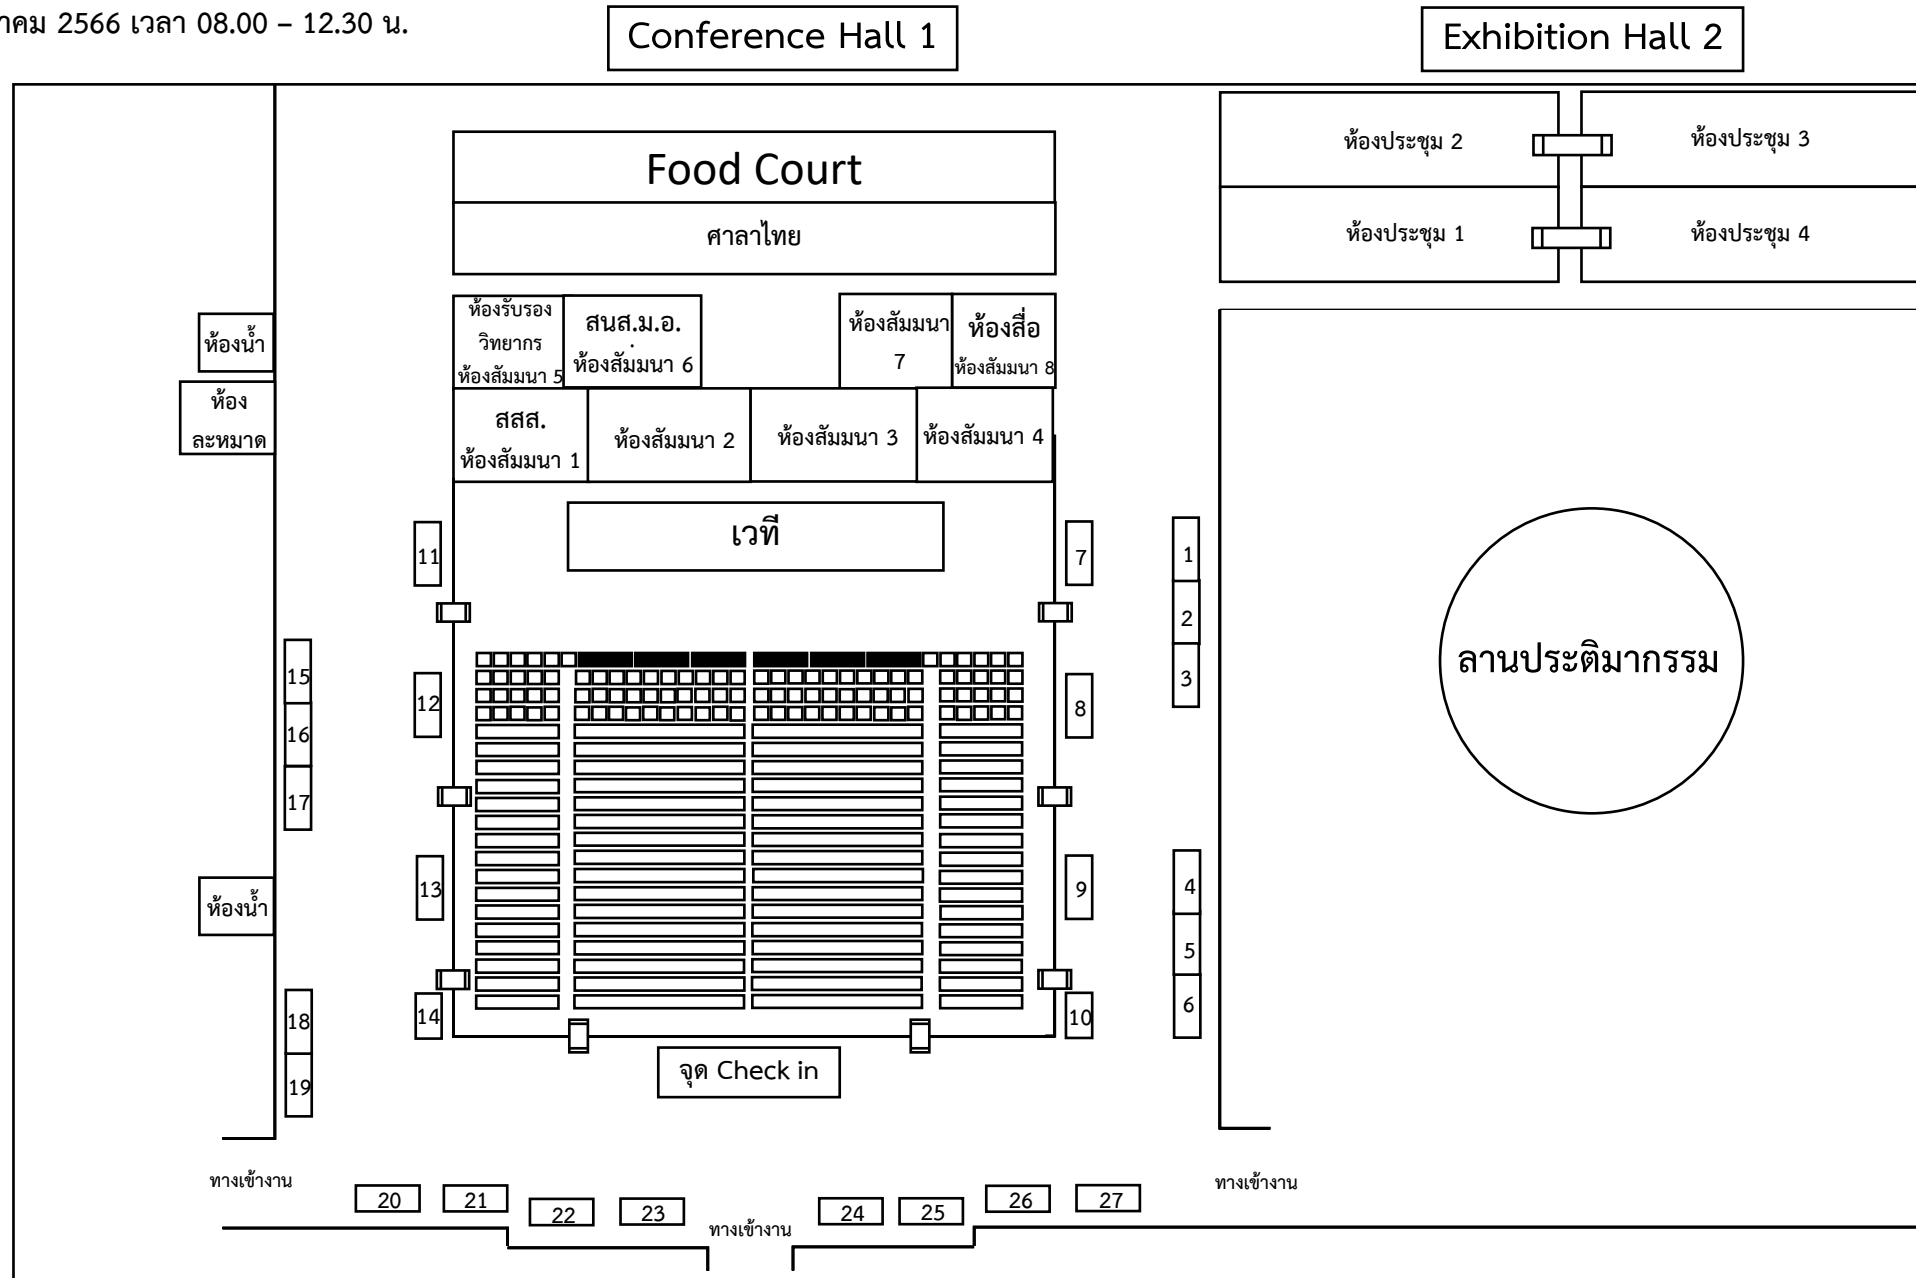 2566 เวลา 08.00 – 12.30 น.
Conference Hall 1
Exhibition Hall 2
Food Court
ศาลาไทย
ห้องประชุม 2
ห้องประชุม 3
ห้องประชุม 1
ห้องประชุม 4
ห้องน้ำ
ห้อง
ละหมาด
ห้องรับรอง
วิทยากร
ห้องสัมมนา 5
สนส.ม.อ.
ห้องสัมมนา 6
ห้องสัมมนา
7
ห้องสื่อ
ห้องสัมมนา 8
สสส.
ห้องสัมมนา 1
ห้องสัมมนา 2
ห้องสัมมนา 3
ห้องสัมมนา 4
เวที
11
7
1
2
3
ลานประติมากรรม
15
16
17
12
8
13
9
4
5
6
ห้องน้ำ
18
19
14
10
จุด Check in
ทางเข้างาน
20
21
22
23
ทางเข้างาน
24
25
26
27
ทางเข้างาน